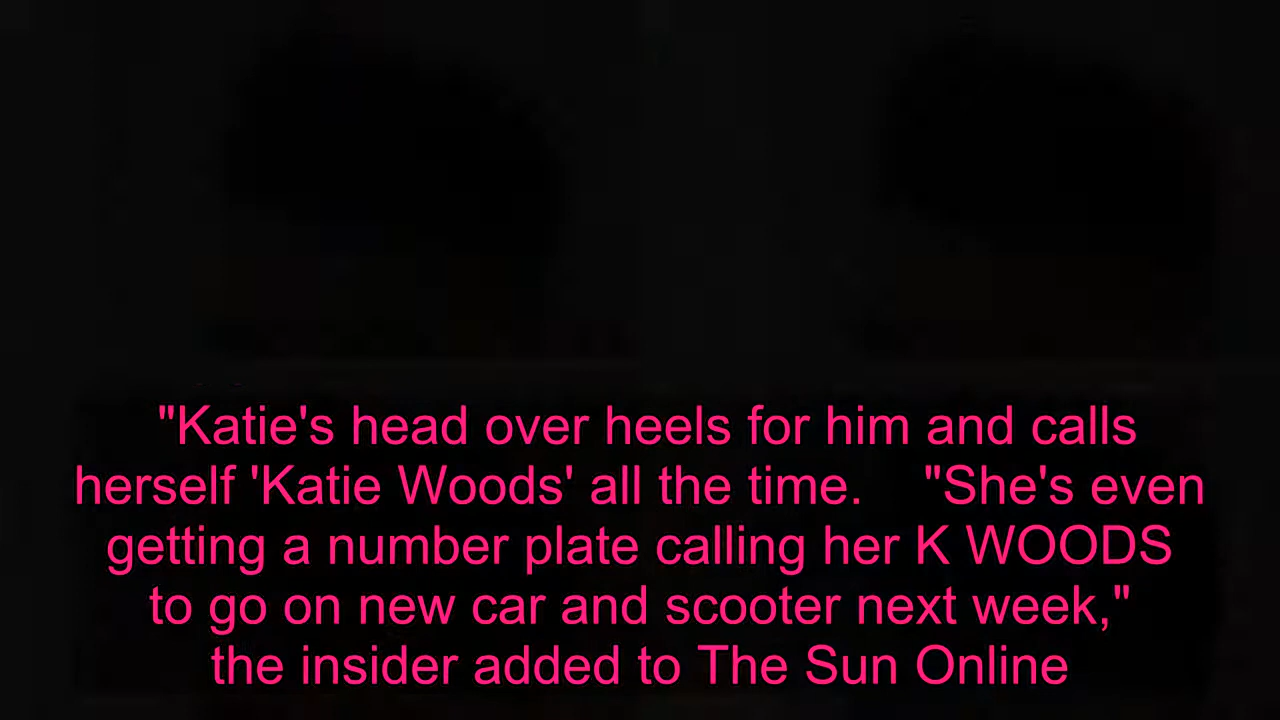 "Katie's head over heels for him and calls
herself 'Katie Woods' all the time.    "She's even
getting a number plate calling her K WOODS
to go on new car and scooter next week,"
the insider added to The Sun Online